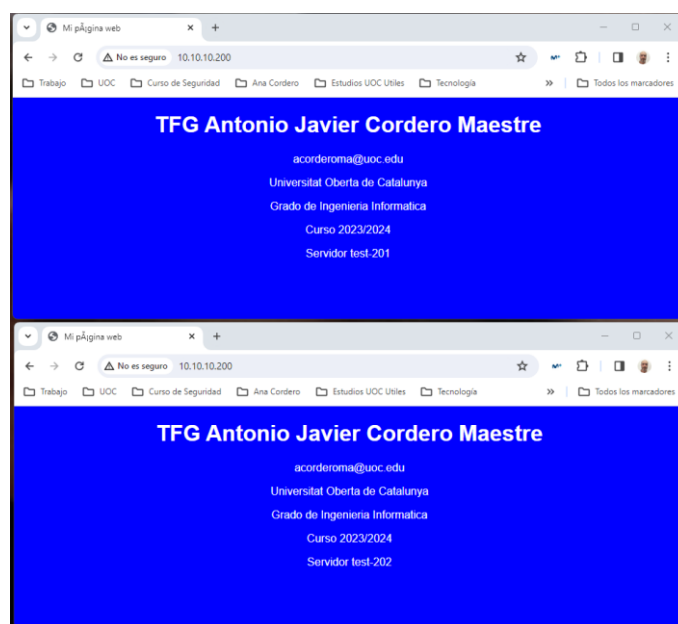 Mi pÃ¡gina web
No es seguro 10.10.10.200
Trabajo UOC Curso de Seguridad Ana Cordero Estudios UOC Utiles Tecnología » Todos los marcadores
TFG Antonio Javier Cordero Maestre
acorderoma@uoc.edu
Universitat Oberta de Catalunya
Grado de Ingenieria Informatica
Curso 2023/2024
Servidor test-201
Mi pÃ¡gina web
No es seguro 10.10.10.200
Trabajo UOC Curso de Seguridad Ana Cordero Estudios UOC Utiles Tecnología » Todos los marcadores
TFG Antonio Javier Cordero Maestre
acorderoma@uoc.edu
Universitat Oberta de Catalunya
Grado de Ingenieria Informatica
Curso 2023/2024
Servidor test-202